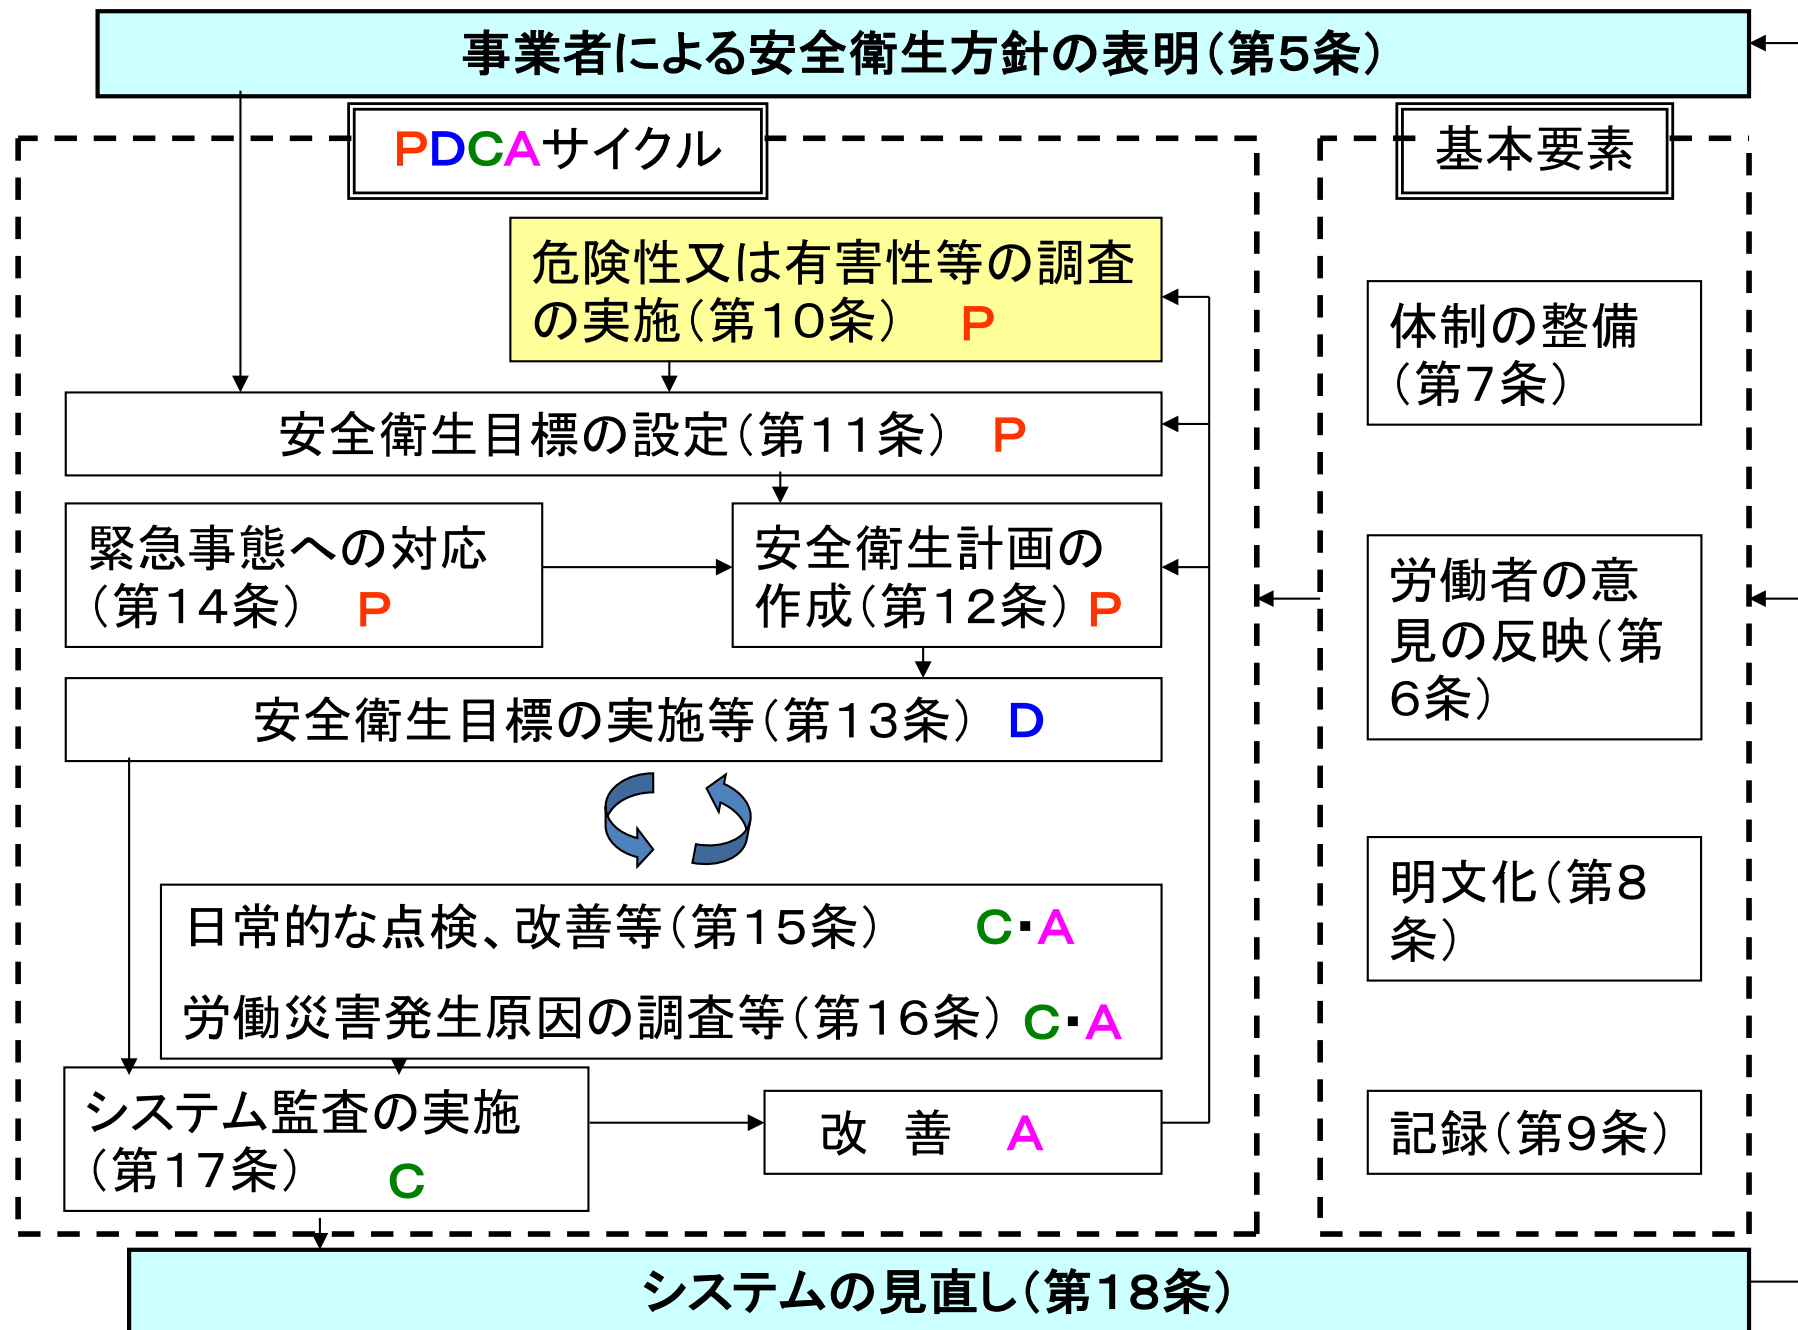 事業者による安全衛生方針の表明（第５条）
ＰＤＣＡサイクル
危険性又は有害性等の調査
の実施（第１０条）　Ｐ
安全衛生目標の設定（第１１条）　Ｐ
緊急事態への対応
（第１４条）　Ｐ
安全衛生計画の
作成（第１２条）Ｐ
安全衛生目標の実施等（第１３条）　Ｄ
日常的な点検、改善等（第１５条）　Ｃ・Ａ
労働災害発生原因の調査等（第１６条）Ｃ・Ａ
システム監査の実施
（第１７条）　Ｃ
改　善　Ａ
基本要素
体制の整備
（第７条）
労働者の意
見の反映（第
６条）
明文化（第８
条）
記録（第９条）
システムの見直し（第１８条）